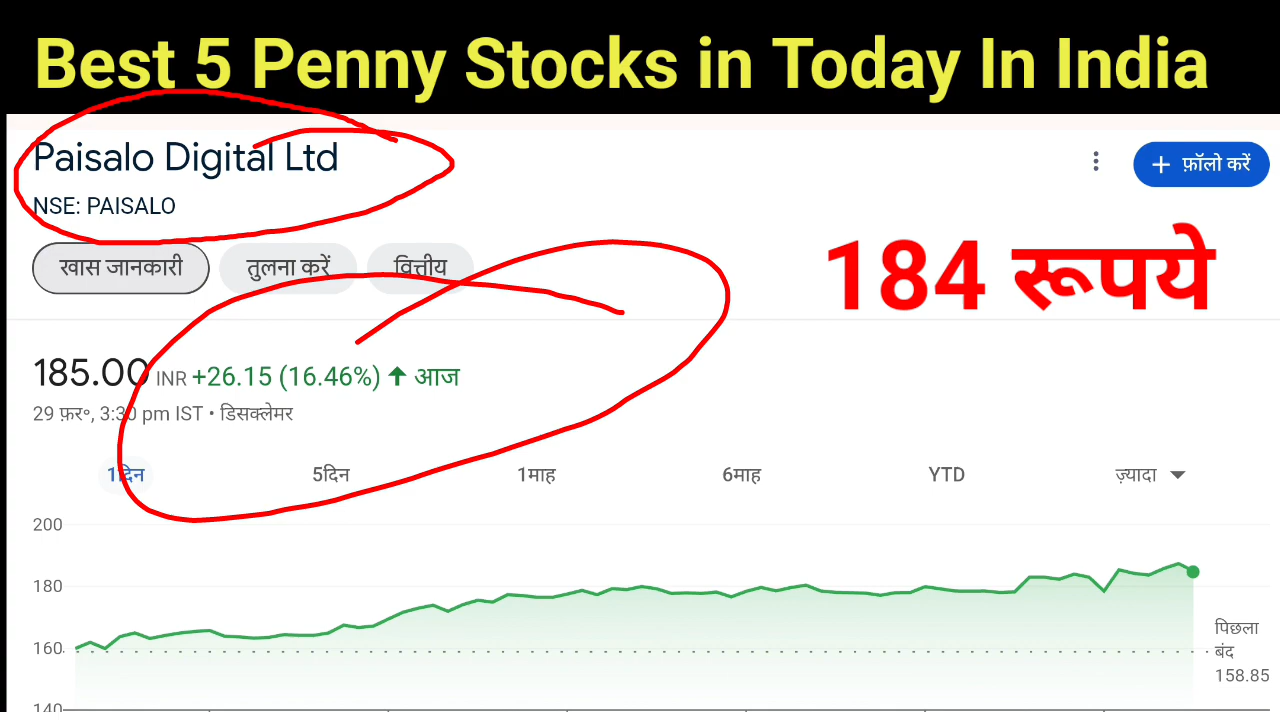 Best 5 Penny Stocks in Today In India
Paisalo Digital Ltd
+ फ़ॉलो करें
NSE: PAISALO
खास जानकारी तुलना करें वित्तीय
184 रूपये
185.00 INR +26.15 (16.46%) ↑ आज
29 फ़र॰, 3:30 pm IST • डिसक्लेमर
1दिन 5दिन 1माह 6माह YTD ज़्यादा
200
180
160
140
पिछला
बंद
158.85